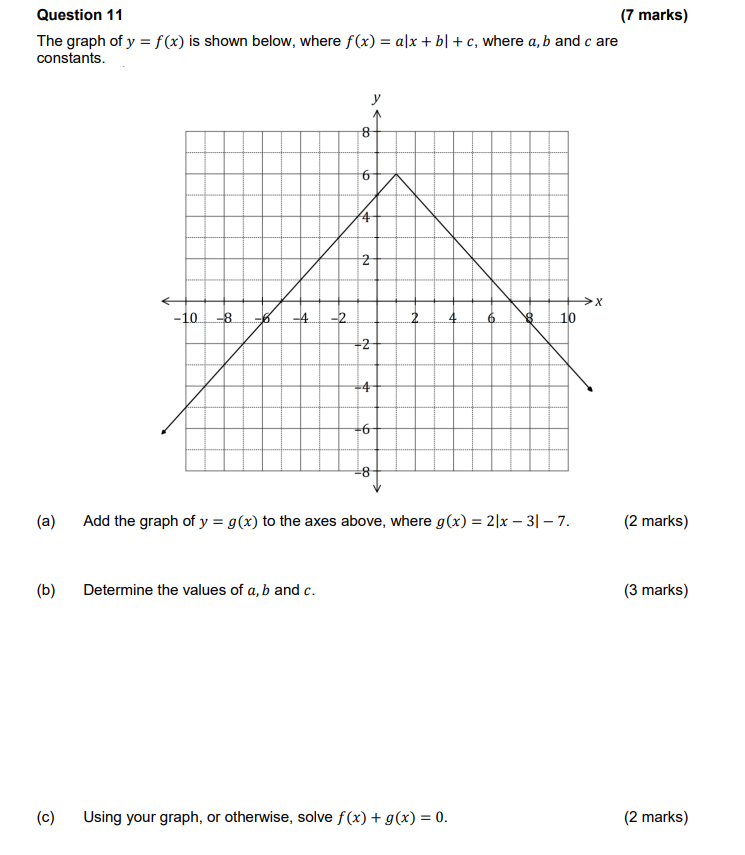 Question 11 (7 marks)
The graph of y = f(x) is shown below, where f(x) = a|x + b| + c, where a, b and c are
constants.
y
8
6
4
2
x
−10 −8 −6 −4 −2 2 4 6 8 10
−2
−4
−6
−8
(a) Add the graph of y = g(x) to the axes above, where g(x) = 2|x − 3| − 7. (2 marks)
(b) Determine the values of a, b and c. (3 marks)
(c) Using your graph, or otherwise, solve f(x) + g(x) = 0. (2 marks)